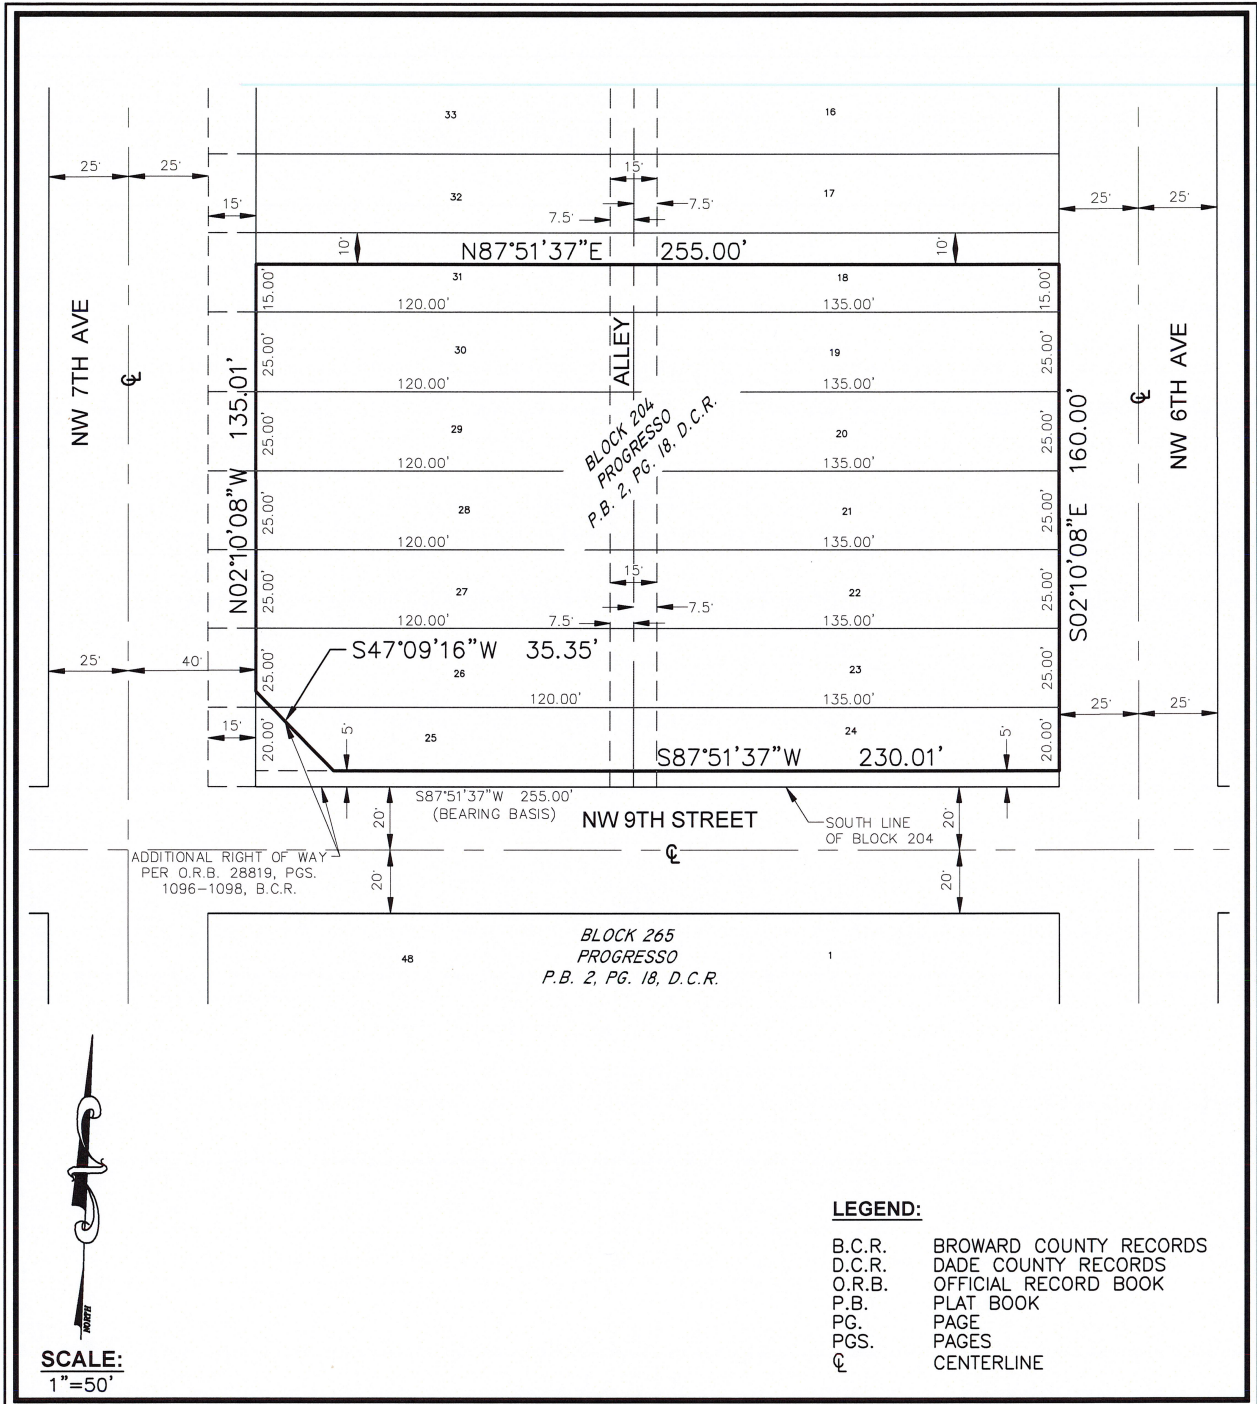 33
16
25'
25'
15'
32
17
25'
25'
15'
7.5'
7.5'
10'
N87°51'37"E 255.00'
10'
15.00'
31
18
15.00'
120.00'
135.00'
NW 7TH AVE
℄
N02°10'08"W 135.01'
25.00'
30
ALLEY
19
25.00'
120.00'
135.00'
S02°10'08"E 160.00'
℄
NW 6TH AVE
BLOCK 204
PROGRESSO
P.B. 2, PG. 18, D.C.R.
25.00'
29
20
25.00'
120.00'
135.00'
25.00'
28
21
25.00'
120.00'
135.00'
15'
25.00'
27
22
25.00'
7.5'
7.5'
120.00'
135.00'
S47°09'16"W 35.35'
25'
40'
25.00'
26
23
25.00'
120.00'
135.00'
25'
25'
15'
20.00'
25
5'
24
5'
20.00'
S87°51'37"W 230.01'
S87°51'37"W 255.00'
(BEARING BASIS)
NW 9TH STREET
20'
SOUTH LINE
OF BLOCK 204
20'
℄
ADDITIONAL RIGHT OF WAY
PER O.R.B. 28819, PGS.
1096-1098, B.C.R.
20'
20'
48
BLOCK 265
PROGRESSO
P.B. 2, PG. 18, D.C.R.
1
NORTH
SCALE:
1"=50'
LEGEND:
B.C.R. BROWARD COUNTY RECORDS
D.C.R. DADE COUNTY RECORDS
O.R.B. OFFICIAL RECORD BOOK
P.B. PLAT BOOK
PG. PAGE
PGS. PAGES
℄ CENTERLINE